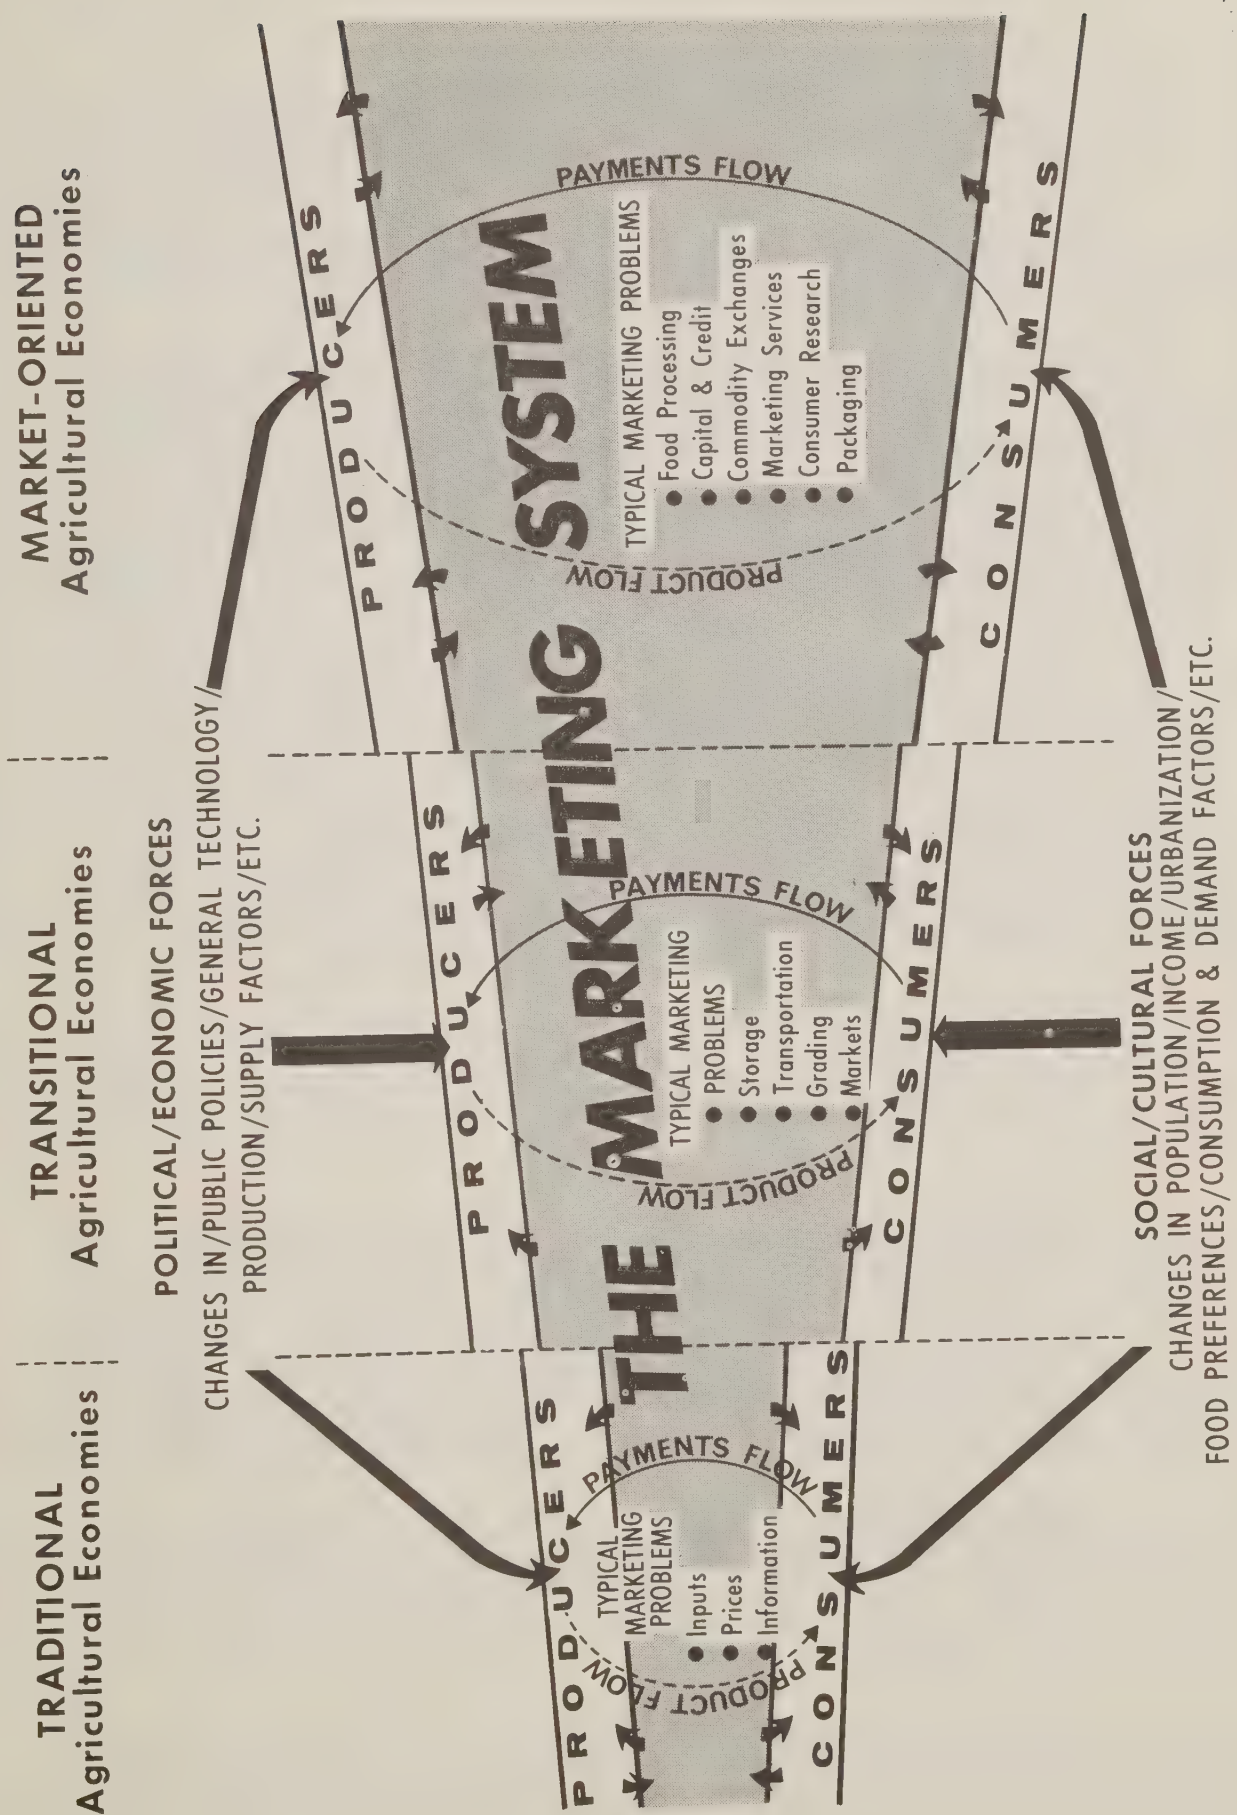 TRADITIONAL
Agricultural Economies
TRANSITIONAL
Agricultural Economies
MARKET-ORIENTED
Agricultural Economies
POLITICAL/ECONOMIC FORCES
CHANGES IN/PUBLIC POLICIES/GENERAL TECHNOLOGY/
PRODUCTION/SUPPLY FACTORS/ETC.
PRODUCERS
PRODUCERS
PRODUCERS
THE MARKETING SYSTEM
PAYMENTS FLOW
TYPICAL
MARKETING
PROBLEMS
● Inputs
● Prices
● Information
PRODUCT FLOW
PAYMENTS FLOW
TYPICAL MARKETING
● PROBLEMS
● Storage
● Transportation
● Grading
● Markets
PRODUCT FLOW
PAYMENTS FLOW
TYPICAL MARKETING PROBLEMS
● Food Processing
● Capital & Credit
● Commodity Exchanges
● Marketing Services
● Consumer Research
● Packaging
PRODUCT FLOW
CONSUMERS
CONSUMERS
CONSUMERS
SOCIAL/CULTURAL FORCES
CHANGES IN POPULATION/INCOME/URBANIZATION/
FOOD PREFERENCES/CONSUMPTION & DEMAND FACTORS/ETC.